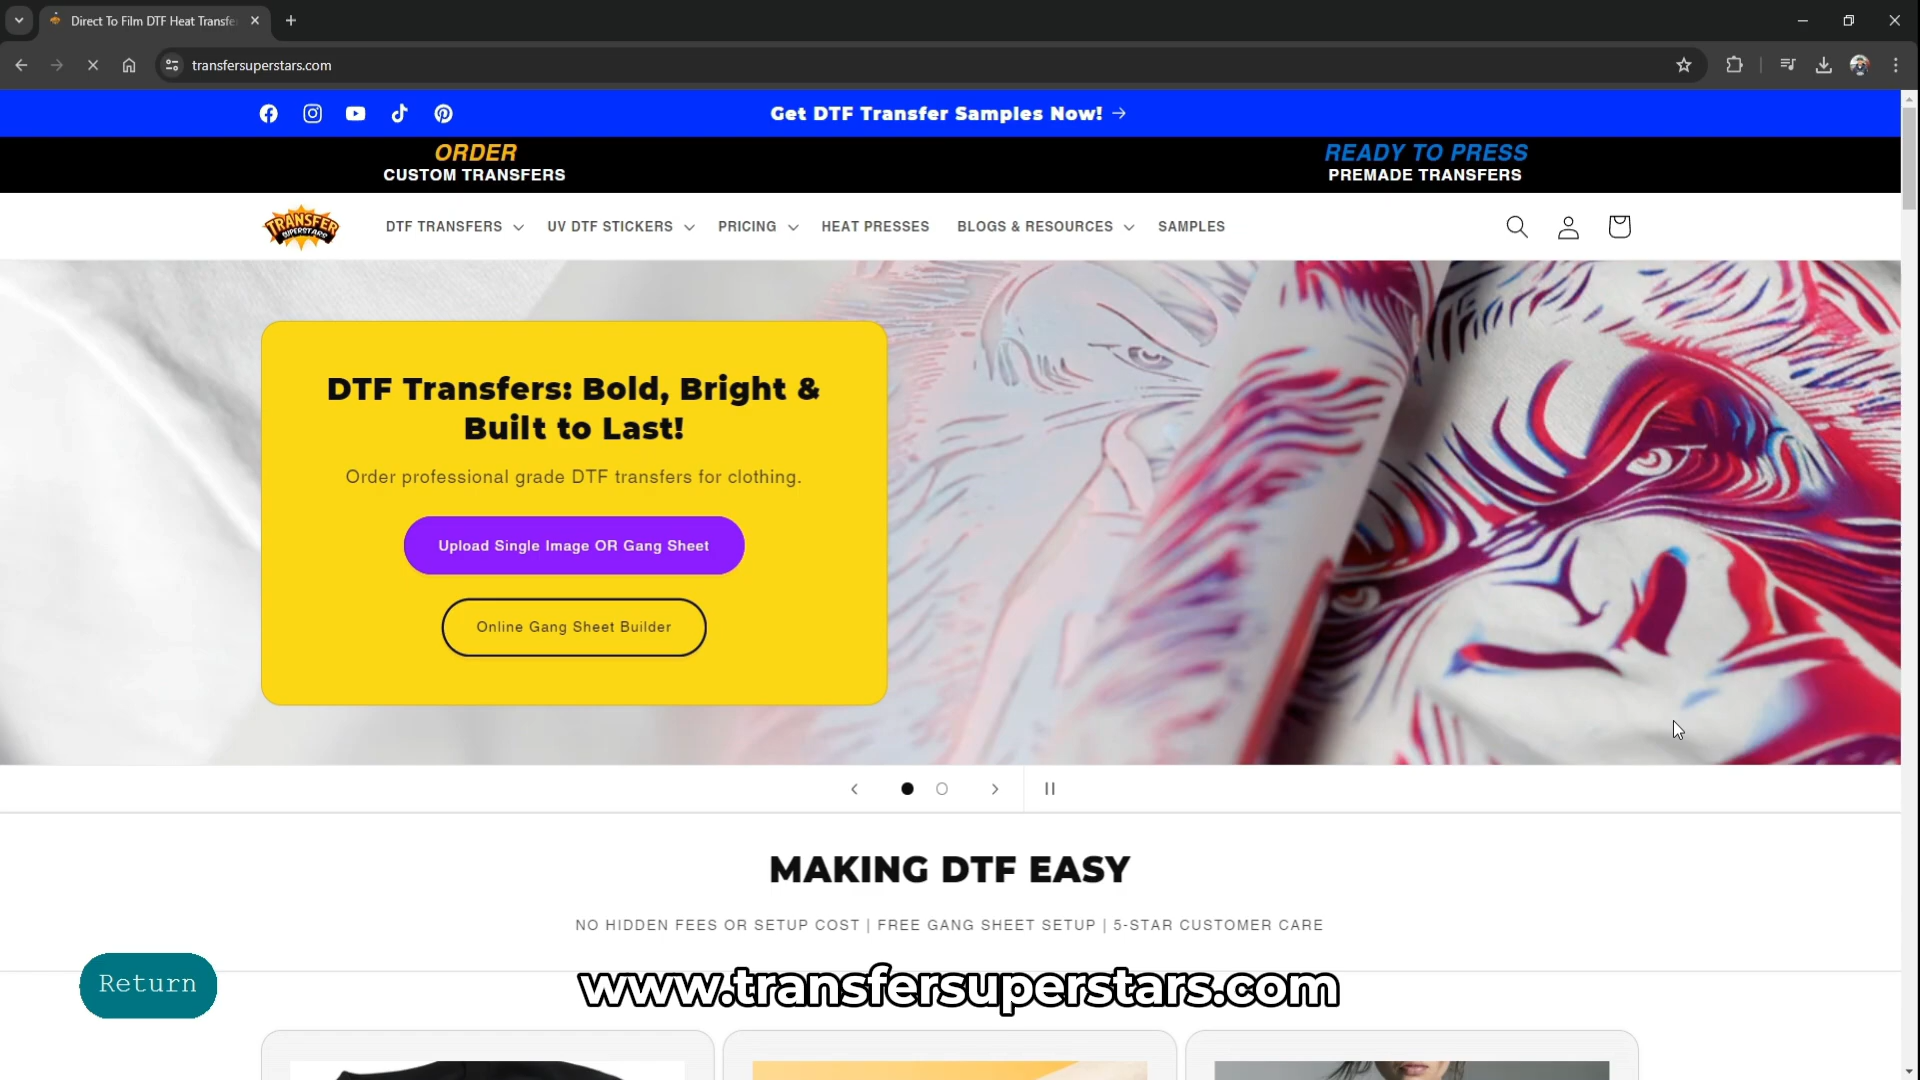 Direct To Film DTF Heat Transfe
transfersuperstars.com
Get DTF Transfer Samples Now! →
ORDER
CUSTOM TRANSFERS
READY TO PRESS
PREMADE TRANSFERS
TRANSFER
SUPERSTARS
DTF TRANSFERS
UV DTF STICKERS
PRICING
HEAT PRESSES
BLOGS & RESOURCES
SAMPLES
DTF Transfers: Bold, Bright &
Built to Last!
Order professional grade DTF transfers for clothing.
Upload Single Image OR Gang Sheet
Online Gang Sheet Builder
MAKING DTF EASY
NO HIDDEN FEES OR SETUP COST | FREE GANG SHEET SETUP | 5-STAR CUSTOMER CARE
Return
www.transfersuperstars.com